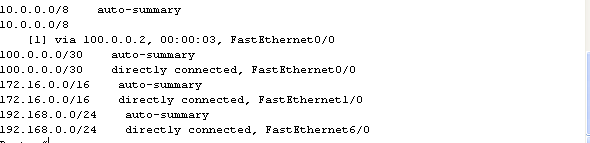 10.0.0.0/8 auto-summary
10.0.0.0/8
[1] via 100.0.0.2, 00:00:03, FastEthernet0/0
100.0.0.0/30 auto-summary
100.0.0.0/30 directly connected, FastEthernet0/0
172.16.0.0/16 auto-summary
172.16.0.0/16 directly connected, FastEthernet1/0
192.168.0.0/24 auto-summary
192.168.0.0/24 directly connected, FastEthernet6/0